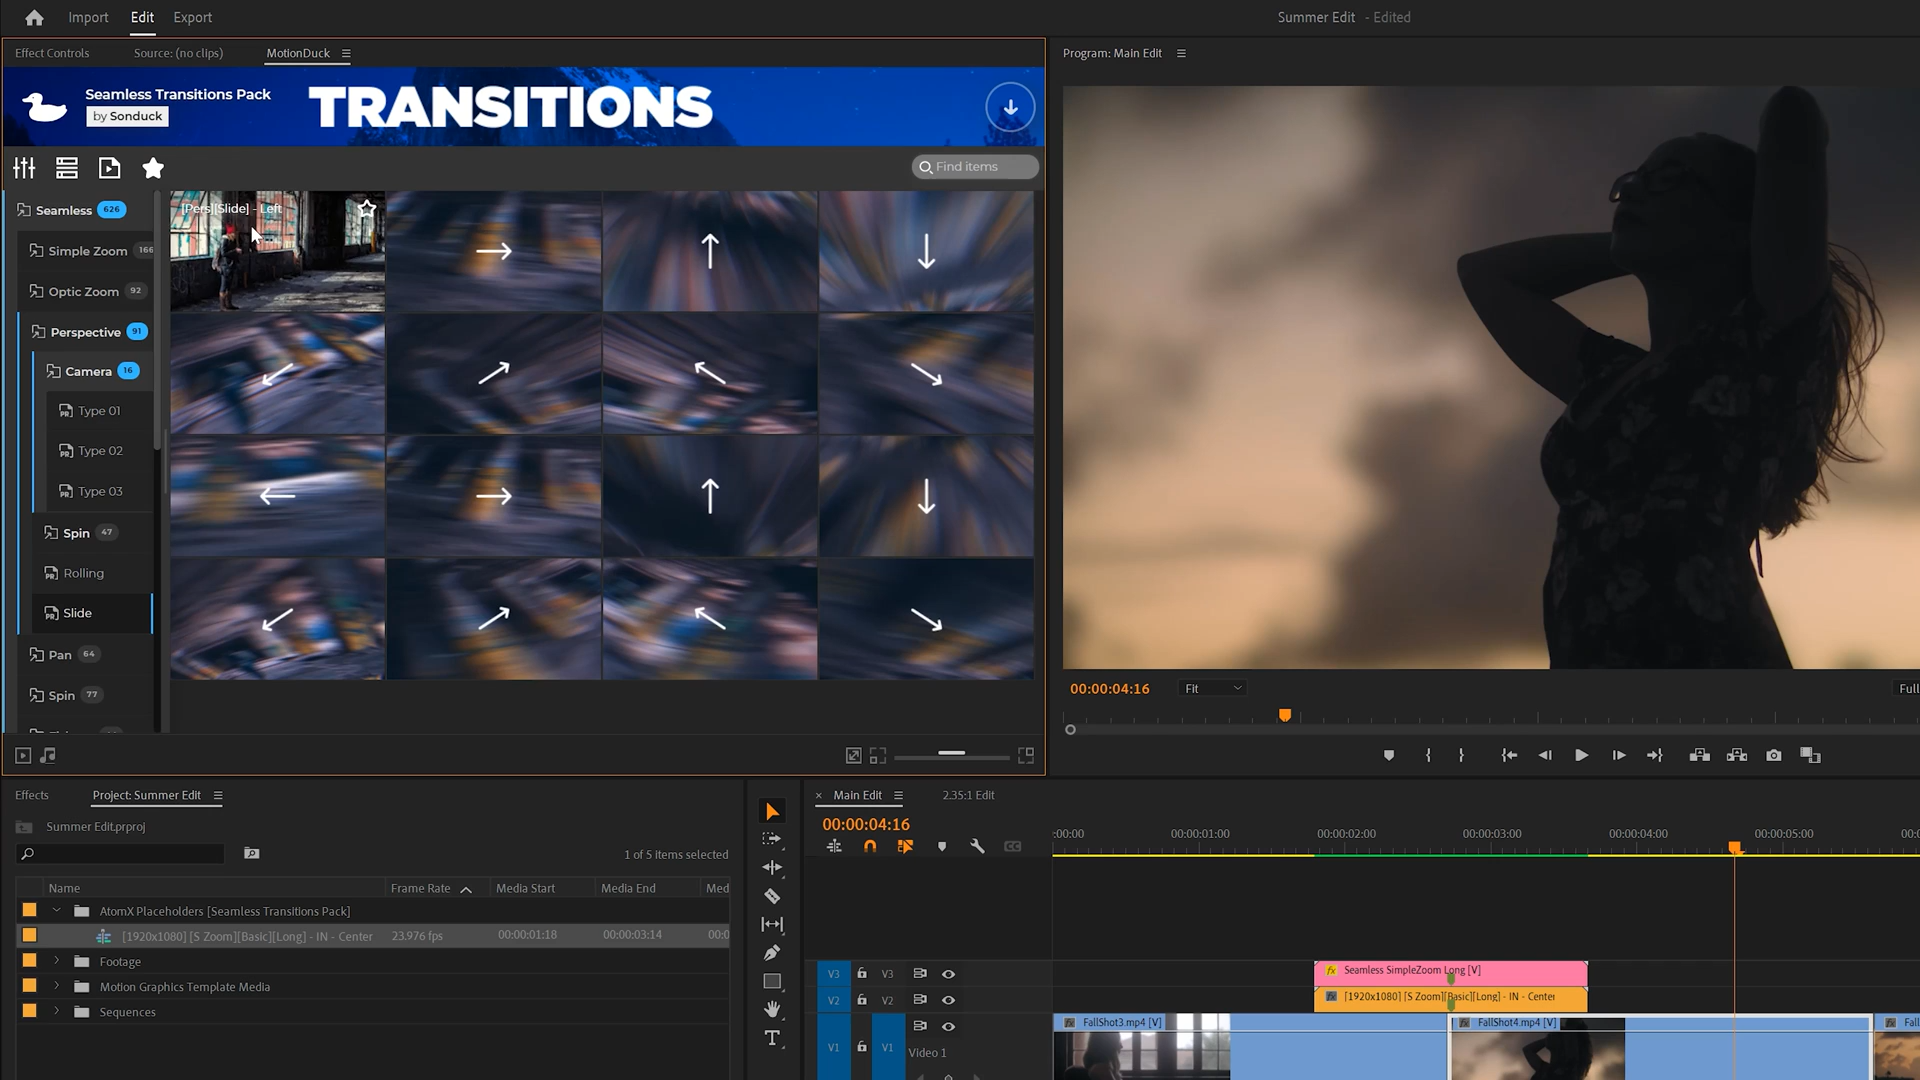 Import
Edit
Export
Summer Edit - Edited
Effect Controls
Source: (no clips)
MotionDuck
Program: Main Edit
Seamless Transitions Pack
by Sonduck
TRANSITIONS
Find items
Seamless 626
Simple Zoom 166
Optic Zoom 92
Perspective 91
Camera 16
Type 01
Type 02
Type 03
Spin 47
Rolling
Slide
Pan 64
Spin 77
[Pers][Slide] - Left
00:00:04:16
Fit
Full
Effects
Project: Summer Edit
Summer Edit.prproj
1 of 5 items selected
Name
Frame Rate
Media Start
Media End
Med
AtomX Placeholders [Seamless Transitions Pack]
[1920x1080] [S Zoom][Basic][Long] - IN - Center
23.976 fps
00:00:01:18
00:00:03:14
00:0
Footage
Motion Graphics Template Media
Sequences
× Main Edit
2.35:1 Edit
00:00:04:16
:00:00
00:00:01:00
00:00:02:00
00:00:03:00
00:00:04:00
00:00:05:00
00:0
V3
V3
Seamless SimpleZoom Long [V]
V2
V2
[1920x1080] [S Zoom][Basic][Long] - IN - Center
FallShot3.mp4 [V]
FallShot4.mp4 [V]
Fall
V1
V1
Video 1